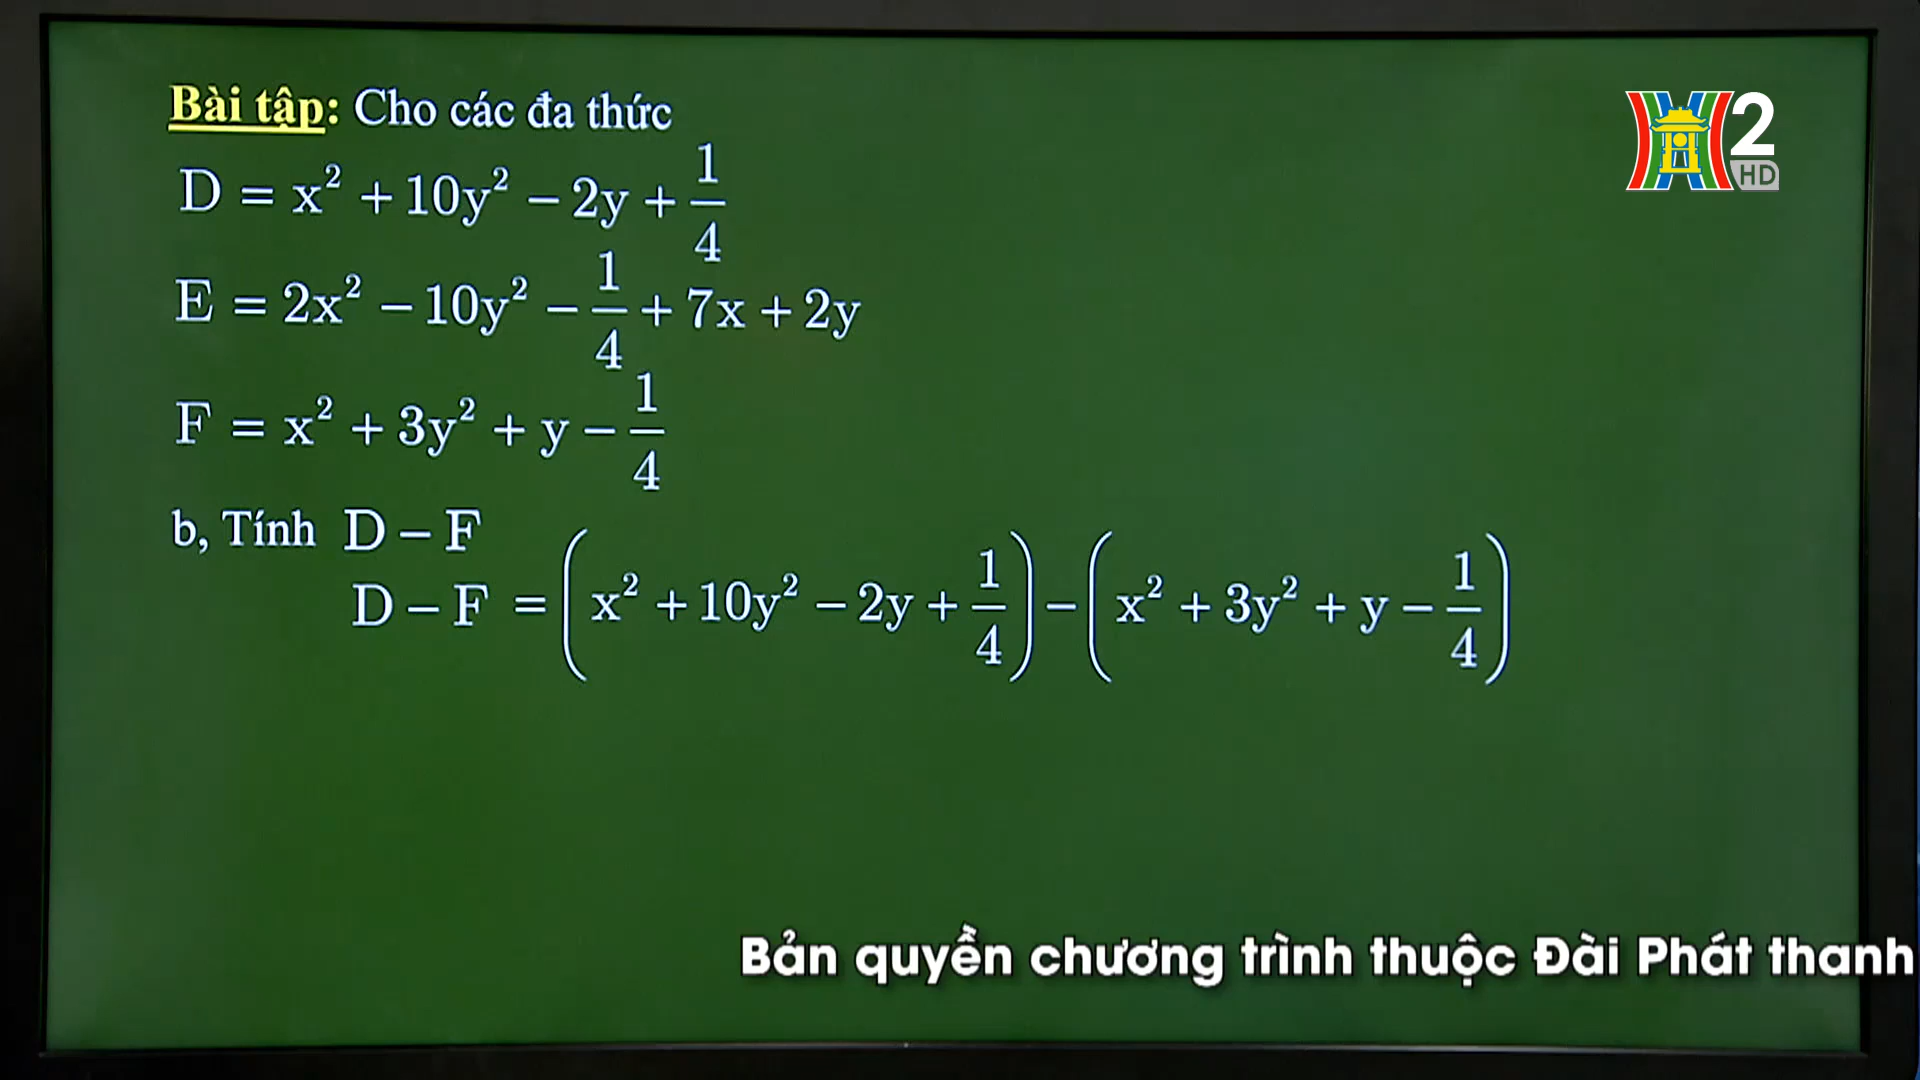 Bài tập: Cho các đa thức
D = x² + 10y² − 2y + 1/4
E = 2x² − 10y² − 1/4 + 7x + 2y
F = x² + 3y² + y − 1/4
b, Tính D − F
D − F = (x² + 10y² − 2y + 1/4) − (x² + 3y² + y − 1/4)
H2
HD
Bản quyền chương trình thuộc Đài Phát thanh